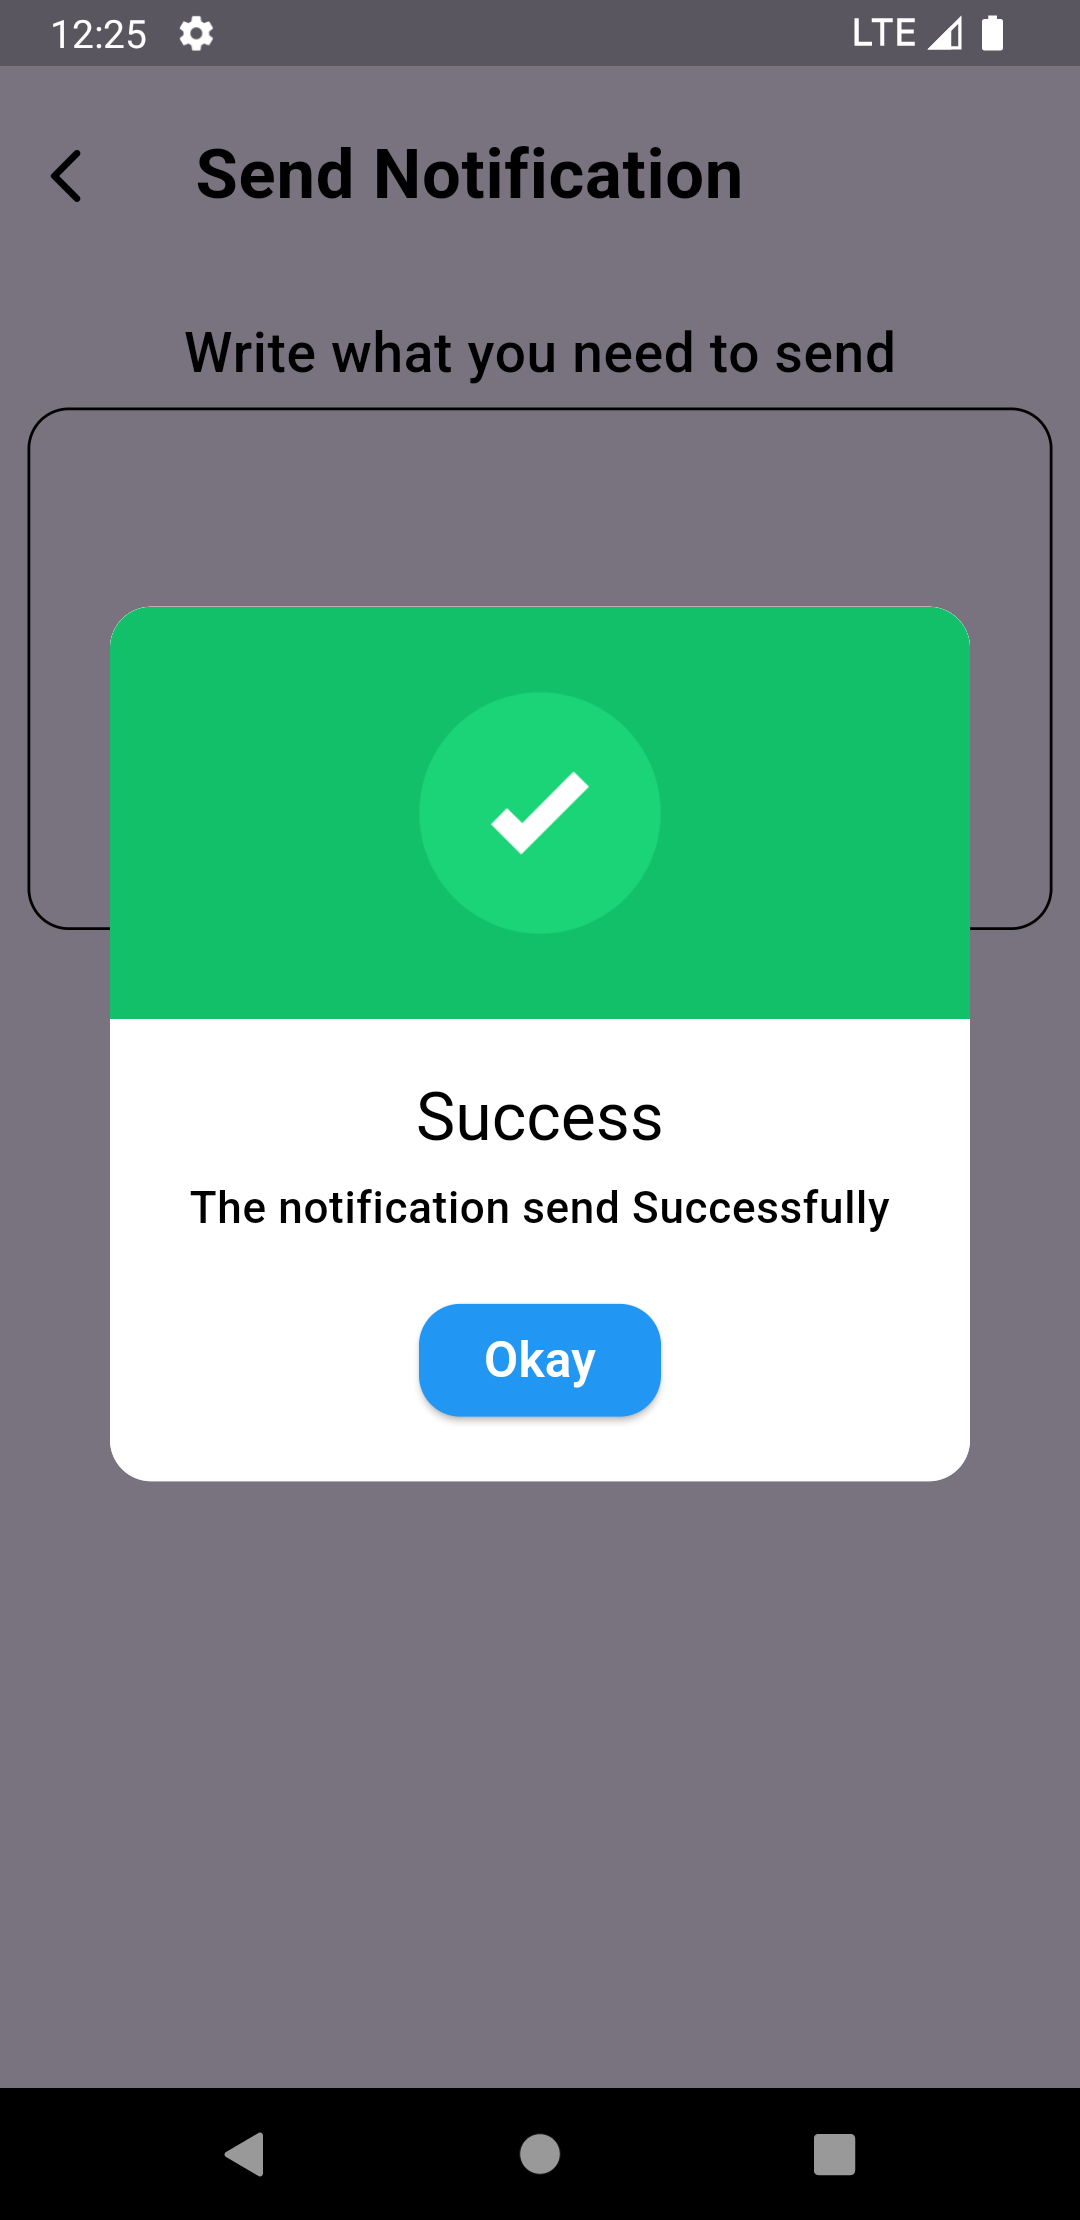 12:25 LTE
Send Notification
Write what you need to send
Success
The notification send Successfully
Okay